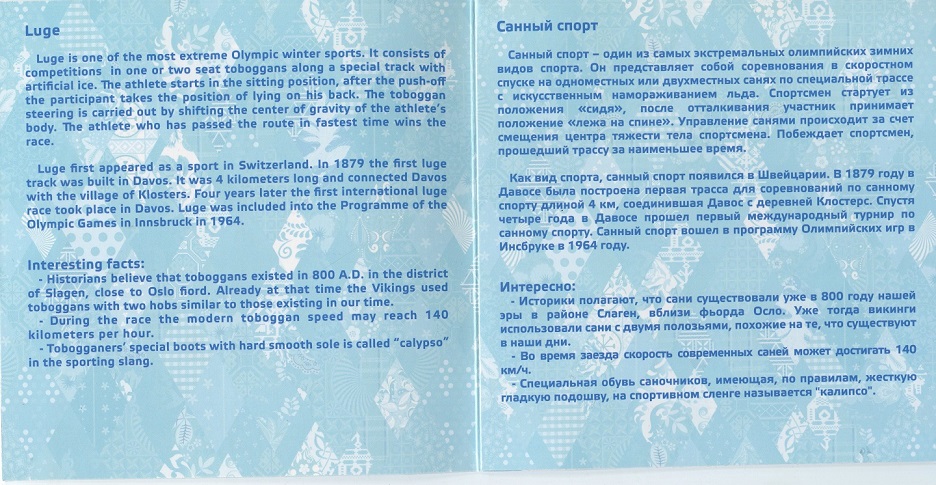 Luge
Luge is one of the most extreme Olympic winter sports. It consists of
competitions in one or two seat toboggans along a special track with
artificial ice. The athlete starts in the sitting position, after the push-off
the participant takes the position of lying on his back. The toboggan
steering is carried out by shifting the center of gravity of the athlete's
body. The athlete who has passed the route in fastest time wins the
race.
Luge first appeared as a sport in Switzerland. In 1879 the first luge
track was built in Davos. It was 4 kilometers long and connected Davos
with the village of Klosters. Four years later the first international luge
race took place in Davos. Luge was included into the Programme of the
Olympic Games in Innsbruck in 1964.
Interesting facts:
- Historians believe that toboggans existed in 800 A.D. in the district
of Slagen, close to Oslo fiord. Already at that time the Vikings used
toboggans with two hobs similar to those existing in our time.
- During the race the modern toboggan speed may reach 140
kilometers per hour.
- Tobogganers' special boots with hard smooth sole is called "calypso"
in the sporting slang.
Санный спорт
Санный спорт – один из самых экстремальных олимпийских зимних
видов спорта. Он представляет собой соревнования в скоростном
спуске на одноместных или двухместных санях по специальной трассе
с искусственным намораживанием льда. Спортсмен стартует из
положения «сидя», после отталкивания участник принимает
положение «лежа на спине». Управление санями происходит за счет
смещения центра тяжести тела спортсмена. Побеждает спортсмен,
прошедший трассу за наименьшее время.
Как вид спорта, санный спорт появился в Швейцарии. В 1879 году в
Давосе была построена первая трасса для соревнований по санному
спорту длиной 4 км, соединившая Давос с деревней Клостерс. Спустя
четыре года в Давосе прошел первый международный турнир по
санному спорту. Санный спорт вошел в программу Олимпийских игр в
Инсбруке в 1964 году.
Интересно:
- Историки полагают, что сани существовали уже в 800 году нашей
эры в районе Слаген, вблизи фьорда Осло. Уже тогда викинги
использовали сани с двумя полозьями, похожие на те, что существуют
в наши дни.
- Во время заезда скорость современных саней может достигать 140
км/ч.
- Специальная обувь саночников, имеющая, по правилам, жесткую
гладкую подошву, на спортивном сленге называется "калипсо".